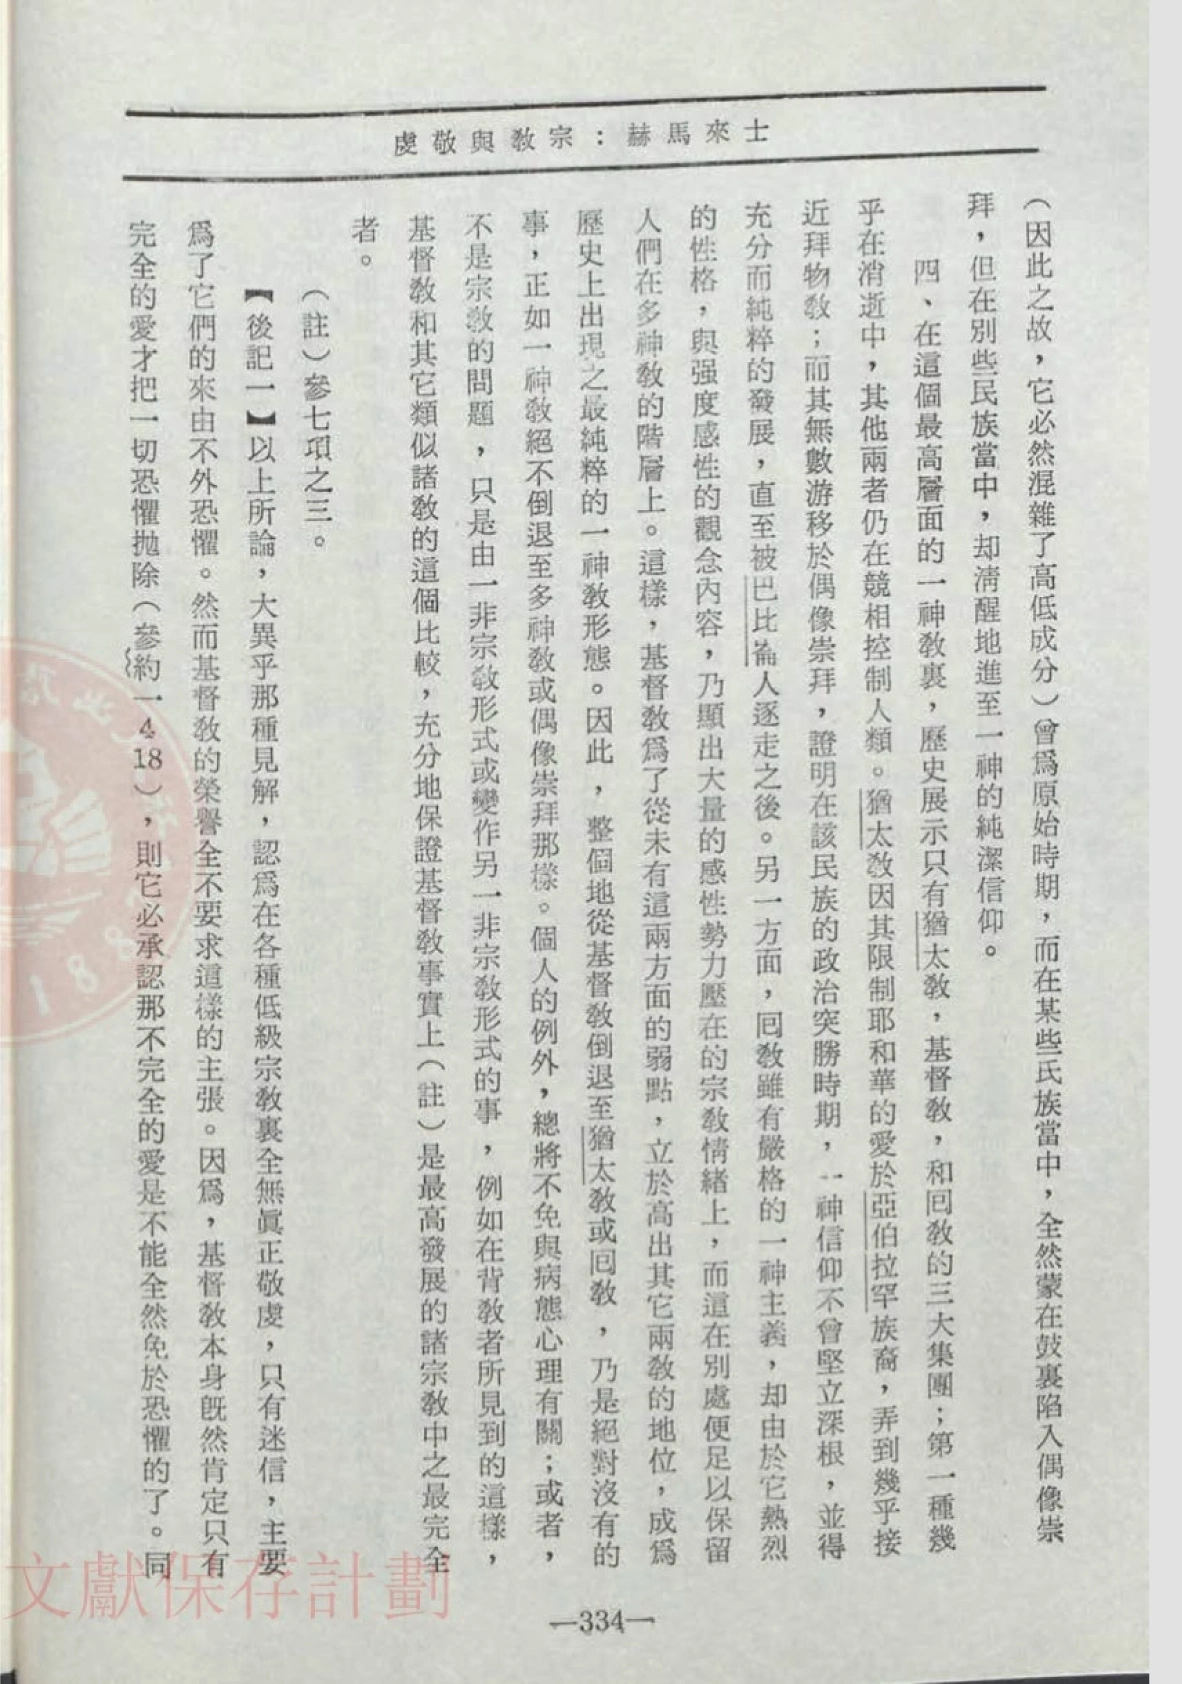 士來馬赫：宗教與敬虔
（因此之故，它必然混雜了高低成分）曾爲原始時期，而在某些民族當中，全然蒙在鼓裏陷入偶像崇
拜，但在別些民族當中，却清醒地進至一神的純潔信仰。
四、在這個最高層面的一神教裏，歷史展示只有猶太教，基督教，和囘教的三大集團；第一種幾
乎在消逝中，其他兩者仍在競相控制人類。猶太教因其限制耶和華的愛於亞伯拉罕族裔，弄到幾乎接
近拜物教；而其無數游移於偶像崇拜，證明在該民族的政治突勝時期，一神信仰不曾堅立深根，並得
充分而純粹的發展，直至被巴比崙人逐走之後。另一方面，囘教雖有嚴格的一神主義，却由於它熱烈
的性格，與强度感性的觀念內容，乃顯出大量的感性勢力壓在的宗教情緒上，而這在別處便足以保留
人們在多神教的階層上。這樣，基督教爲了從未有這兩方面的弱點，立於高出其它兩教的地位，成爲
歷史上出現之最純粹的一神教形態。因此，整個地從基督教倒退至猶太教或囘教，乃是絕對沒有的
事，正如一神教絕不倒退至多神教或偶像崇拜那樣。個人的例外，總將不免與病態心理有關；或者，
不是宗教的問題，只是由一非宗教形式或變作另一非宗教形式的事，例如在背教者所見到的這樣，
基督教和其它類似諸教的這個比較，充分地保證基督教事實上（註）是最高發展的諸宗教中之最完全
者。
（註）參七項之三。
【後記一】以上所論，大異乎那種見解，認爲在各種低級宗教裏全無眞正敬虔，只有迷信，主要
爲了它們的來由不外恐懼。然而基督教的榮譽全不要求這樣的主張。因爲，基督教本身旣然肯定只有
完全的愛才把一切恐懼抛除（參約一4 18），則它必承認那不完全的愛是不能全然免於恐懼的了。同
—334—
文獻保存計劃
188